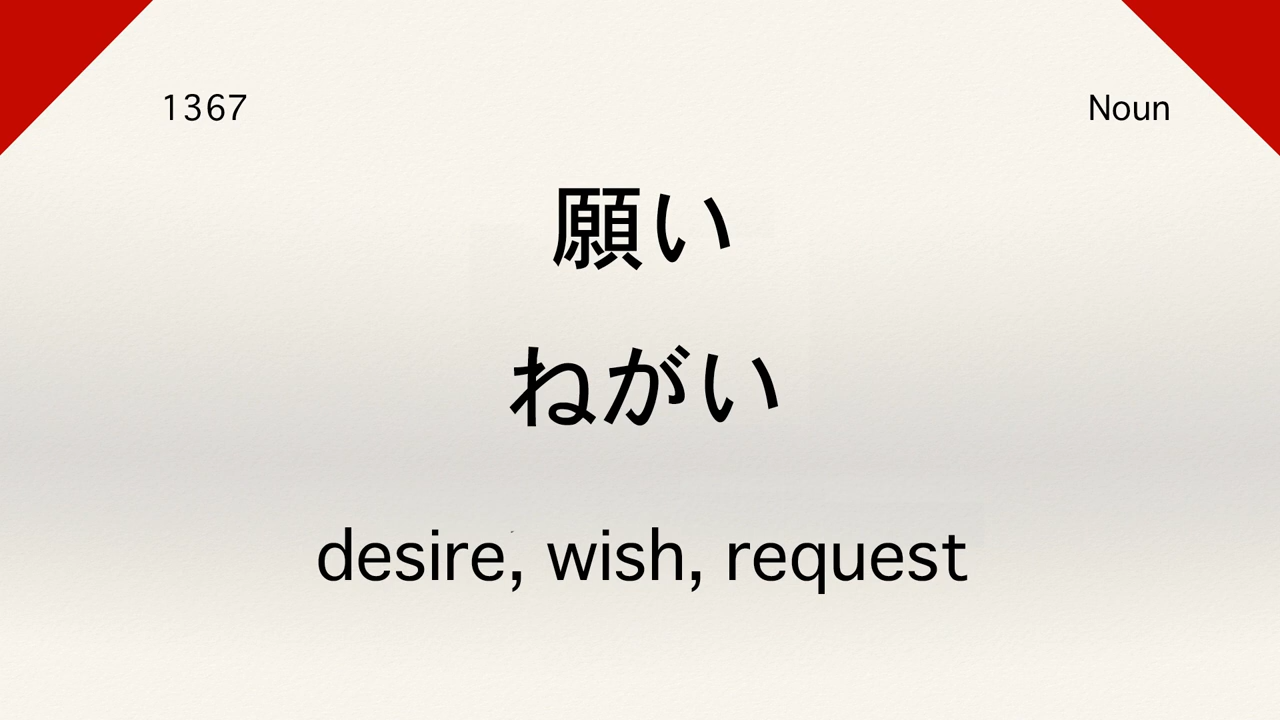 1367
Noun
願い
ねがい
desire, wish, request